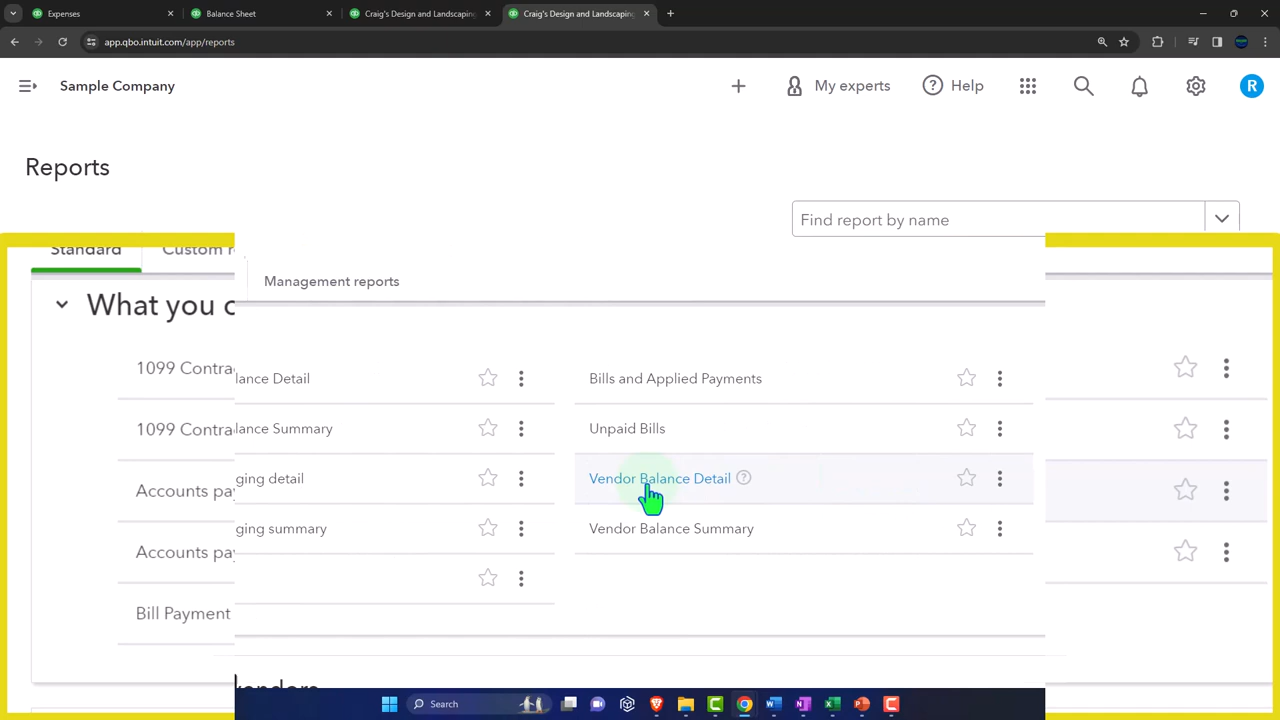 Expenses
Balance Sheet
Craig's Design and Landscaping
Craig's Design and Landscaping
app.qbo.intuit.com/app/reports
Sample Company
My experts
Help
R
Reports
Find report by name
Standard
Custom r
Management reports
What you o
1099 Contra
lance Detail
Bills and Applied Payments
1099 Contra
lance Summary
Unpaid Bills
Accounts pa
ging detail
Vendor Balance Detail
Accounts pa
ging summary
Vendor Balance Summary
Bill Payment
Search